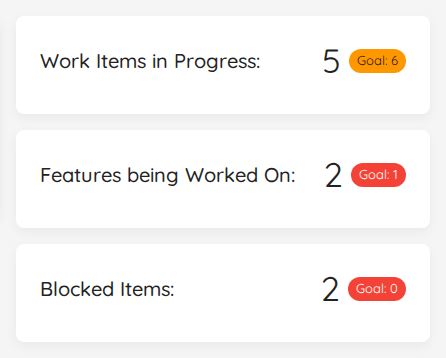 Work Items in Progress: 5 Goal: 6
Features being Worked On: 2 Goal: 1
Blocked Items: 2 Goal: 0